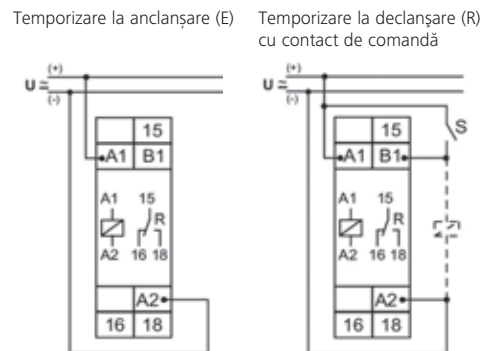 Temporizare la anclanșare (E)
(+)
U ≂
(-)
15
A1 B1
A1 15
R
A2 16 18
A2
16 18
Temporizare la declanşare (R)
cu contact de comandă
(+)
U ≂
(-)
S
15
A1 B1
A1 15
R
A2 16 18
A2
16 18